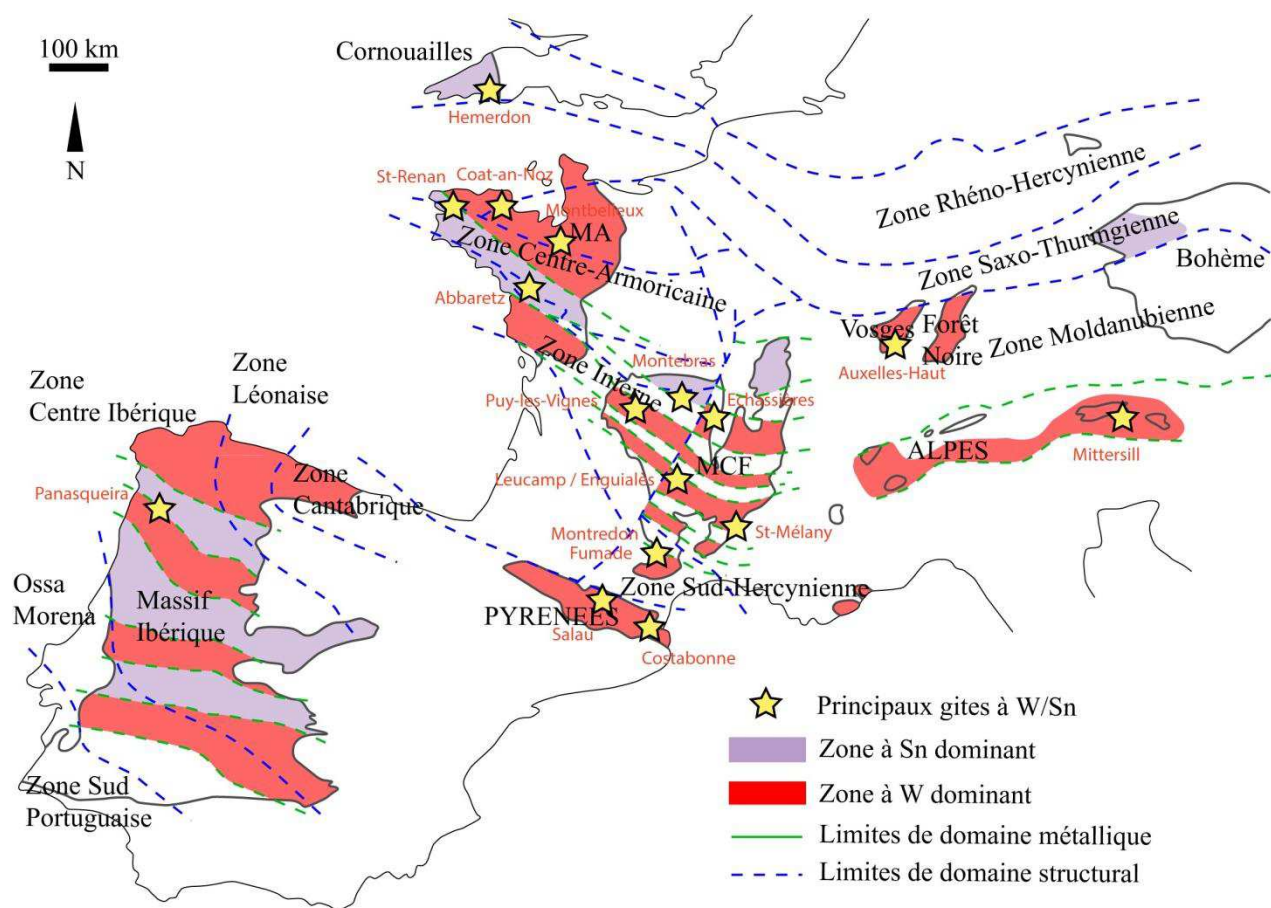 100 km
N
Cornouailles
Hemerdon
St-Renan
Coat-an-Noz
Montbelleux
MA
Zone Centre-Armoricaine
Abbaretz
Zone Interne
Zone Rhéno-Hercynienne
Zone Saxo-Thuringienne
Bohème
Zone Moldanubienne
Vosges
Forêt
Noire
Auxelles-Haut
Montebras
Puy-les-Vignes
Echassières
MCF
Leucamp / Enguialès
St-Mélany
Montredon
Fumade
ALPES
Mittersill
Zone
Léonaise
Zone
Centre Ibérique
Zone
Cantabrique
Panasqueira
Ossa
Morena
Massif
Ibérique
Zone Sud-Hercynienne
PYRENEES
Salau
Costabonne
Zone Sud
Portuguaise
Principaux gites à W/Sn
Zone à Sn dominant
Zone à W dominant
Limites de domaine métallique
Limites de domaine structural